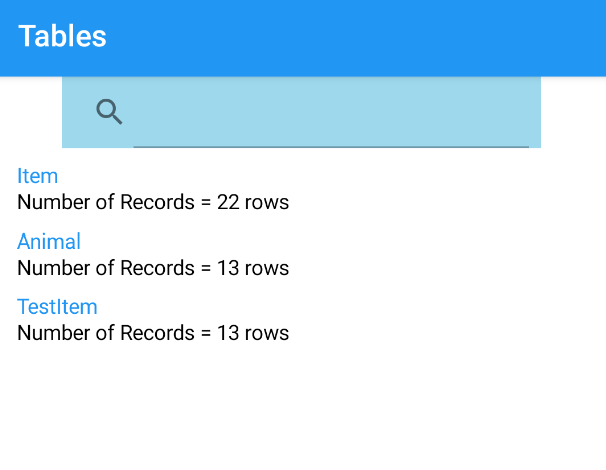 Tables
Item
Number of Records = 22 rows
Animal
Number of Records = 13 rows
TestItem
Number of Records = 13 rows